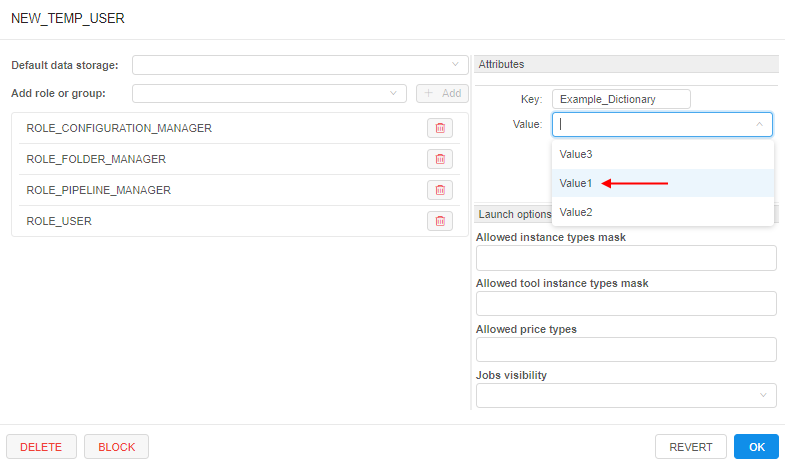 NEW_TEMP_USER
Default data storage:
Add role or group:
+ Add
ROLE_CONFIGURATION_MANAGER
ROLE_FOLDER_MANAGER
ROLE_PIPELINE_MANAGER
ROLE_USER
Attributes
Key: Example_Dictionary
Value:
Value3
Value1
Value2
Launch options
Allowed instance types mask
Allowed tool instance types mask
Allowed price types
Jobs visibility
DELETE BLOCK REVERT OK